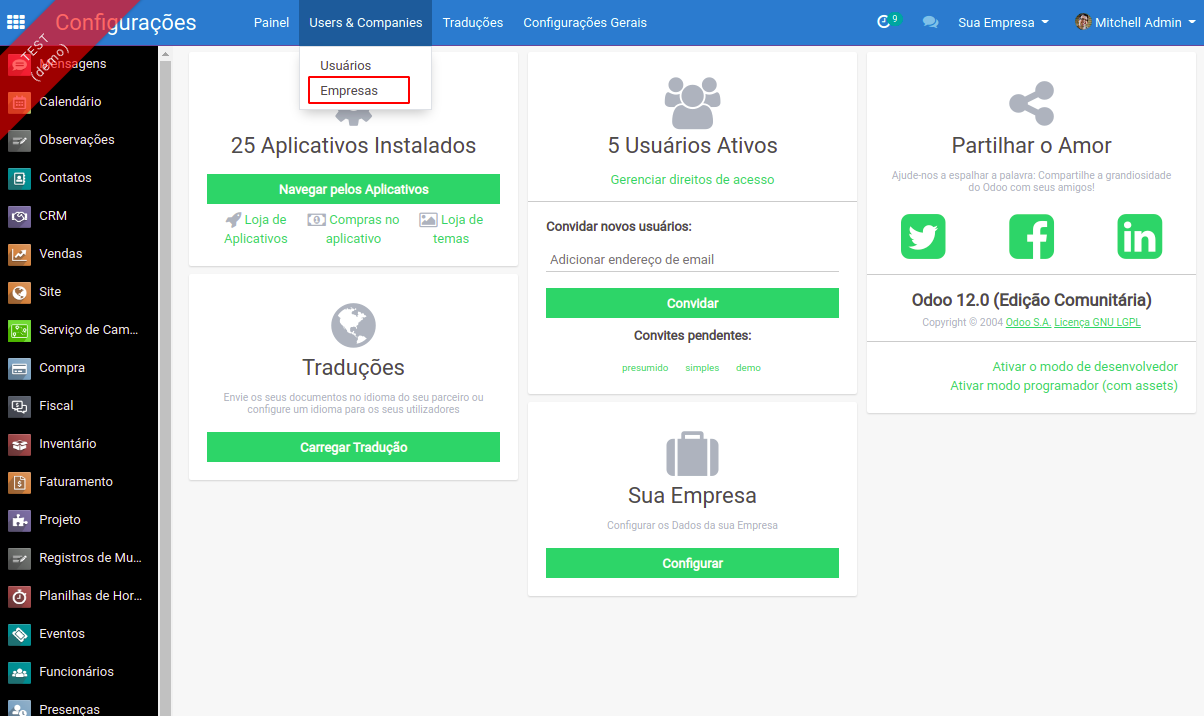 Configurações
Painel
Users & Companies
Traduções
Configurações Gerais
9
Sua Empresa
Mitchell Admin
TEST
(demo)
Usuários
Empresas
Mensagens
Calendário
Observações
Contatos
CRM
Vendas
Site
Serviço de Cam...
Compra
Fiscal
Inventário
Faturamento
Projeto
Registros de Mu...
Planilhas de Hor...
Eventos
Funcionários
Presenças
25 Aplicativos Instalados
Navegar pelos Aplicativos
Loja de
Aplicativos
Compras no
aplicativo
Loja de
temas
Traduções
Envie os seus documentos no idioma do seu parceiro ou
configure um idioma para os seus utilizadores
Carregar Tradução
5 Usuários Ativos
Gerenciar direitos de acesso
Convidar novos usuários:
Adicionar endereço de email
Convidar
Convites pendentes:
presumido simples demo
Sua Empresa
Configurar os Dados da sua Empresa
Configurar
Partilhar o Amor
Ajude-nos a espalhar a palavra: Compartilhe a grandiosidade
do Odoo com seus amigos!
Odoo 12.0 (Edição Comunitária)
Copyright © 2004 Odoo S.A. Licença GNU LGPL
Ativar o modo de desenvolvedor
Ativar modo programador (com assets)